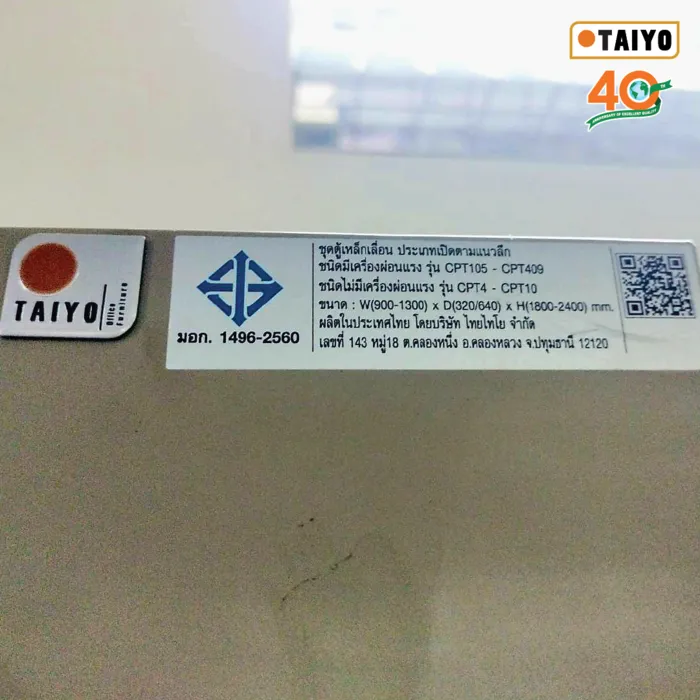 TAIYO
40TH
ANNIVERSARY OF EXCELLENT QUALITY
TAIYO
Office
Furniture
มอก. 1496-2560
ชุดตู้เหล็กเลื่อน ประเภทเปิดตามแนวลึก
ชนิดมีเครื่องผ่อนแรง รุ่น CPT105 - CPT409
ชนิดไม่มีเครื่องผ่อนแรง รุ่น CPT4 - CPT10
ขนาด : W(900-1300) x D(320/640) x H(1800-2400) mm.
ผลิตในประเทศไทย โดยบริษัท ไทยไทโย จำกัด
เลขที่ 143 หมู่18 ต.คลองหนึ่ง อ.คลองหลวง จ.ปทุมธานี 12120